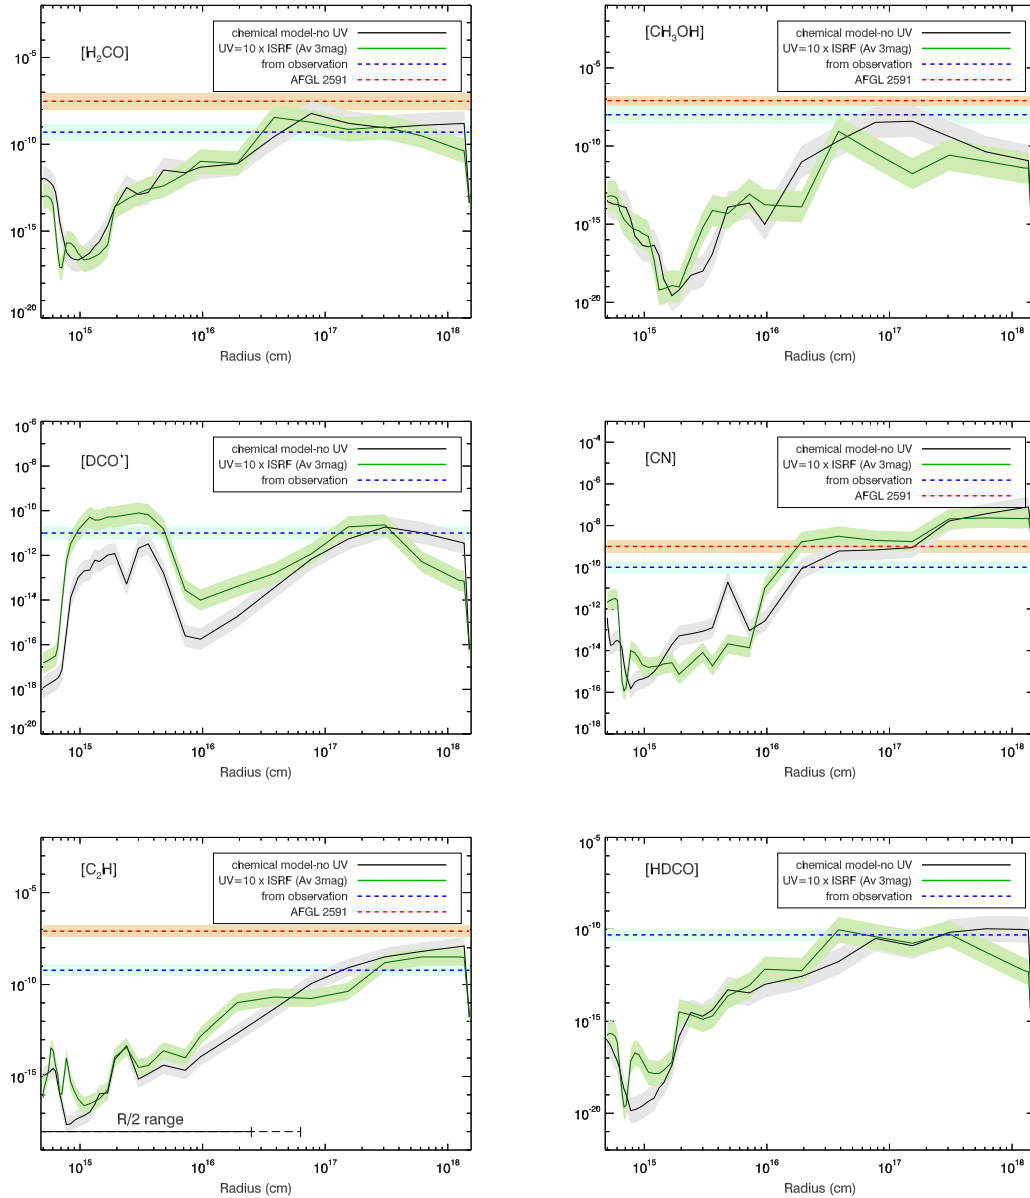 [H2CO]
chemical model-no UV
UV=10 x ISRF (Av 3mag)
from observation
AFGL 2591
10^-5
10^-10
10^-15
10^-20
10^15 10^16 10^17 10^18
Radius (cm)
[CH3OH]
chemical model-no UV
UV=10 x ISRF (Av 3mag)
from observation
AFGL 2591
10^-5
10^-10
10^-15
10^-20
10^15 10^16 10^17 10^18
Radius (cm)
[DCO+]
chemical model-no UV
UV=10 x ISRF (Av 3mag)
from observation
10^-6
10^-8
10^-10
10^-12
10^-14
10^-16
10^-18
10^-20
10^15 10^16 10^17 10^18
Radius (cm)
[CN]
chemical model-no UV
UV=10 x ISRF (Av 3mag)
from observation
AFGL 2591
10^-4
10^-6
10^-8
10^-10
10^-12
10^-14
10^-16
10^-18
10^15 10^16 10^17 10^18
Radius (cm)
[C2H]
chemical model-no UV
UV=10 x ISRF (Av 3mag)
from observation
AFGL 2591
10^-5
10^-10
10^-15
R/2 range
10^15 10^16 10^17 10^18
Radius (cm)
[HDCO]
chemical model-no UV
UV=10 x ISRF (Av 3mag)
from observation
10^-5
10^-10
10^-15
10^-20
10^15 10^16 10^17 10^18
Radius (cm)